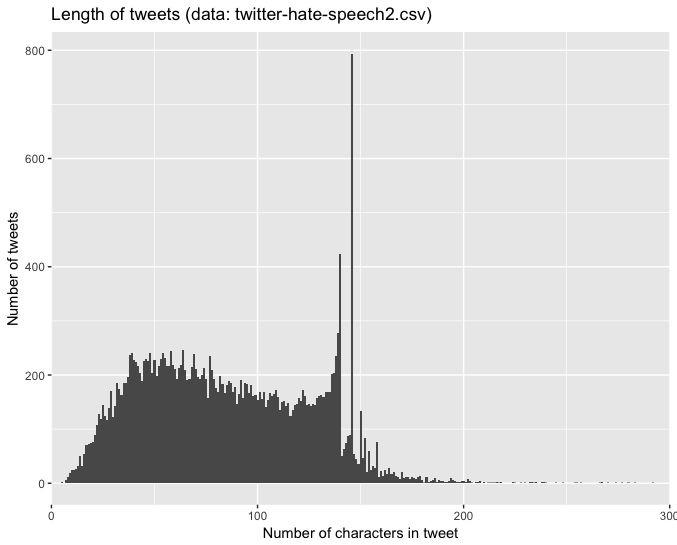 Length of tweets (data: twitter-hate-speech2.csv)
800
600
400
200
0
Number of tweets
0 100 200 300
Number of characters in tweet